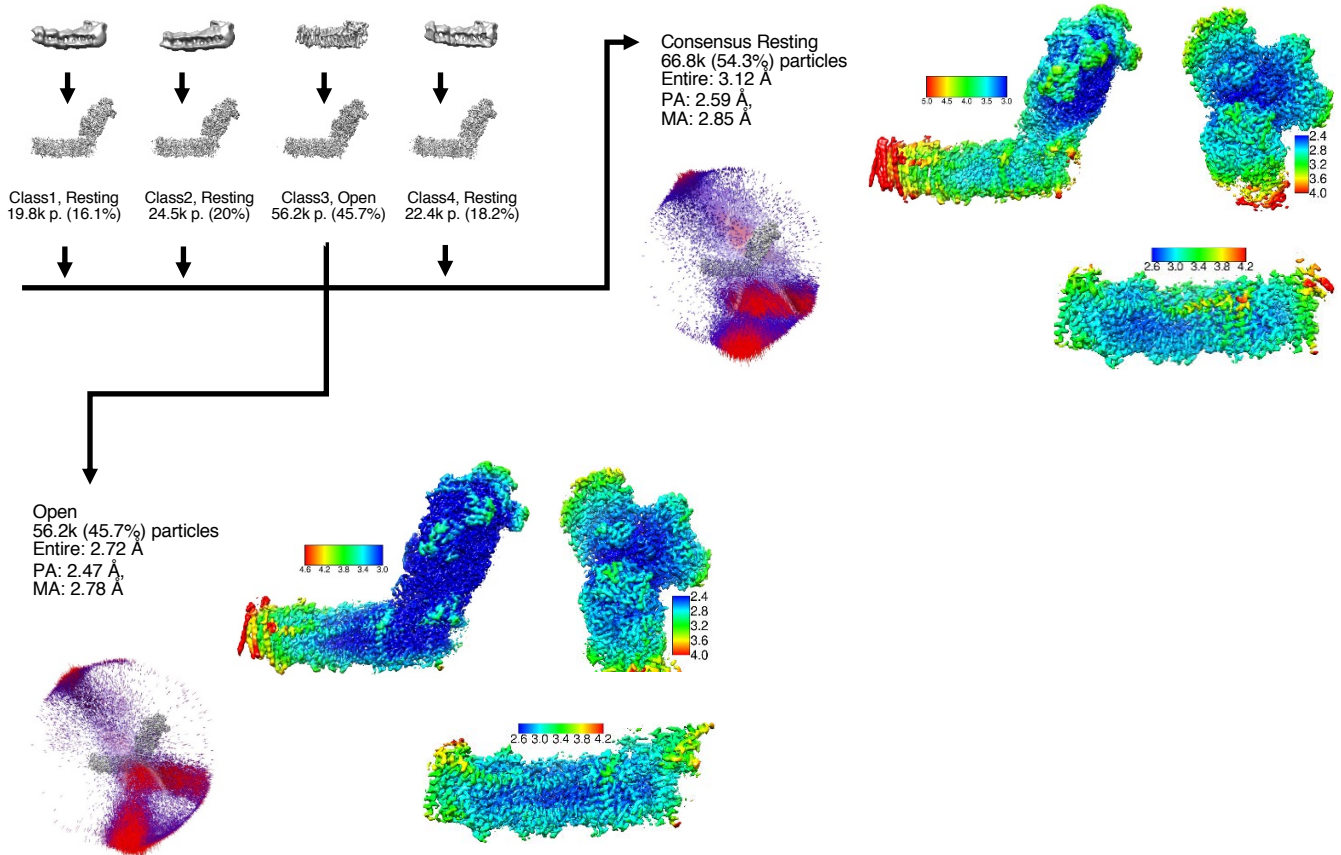 Class1, Resting
19.8k p. (16.1%)
Class2, Resting
24.5k p. (20%)
Class3, Open
56.2k p. (45.7%)
Class4, Resting
22.4k p. (18.2%)
Consensus Resting
66.8k (54.3%) particles
Entire: 3.12 Å
PA: 2.59 Å,
MA: 2.85 Å
5.0 4.5 4.0 3.5 3.0
2.4
2.8
3.2
3.6
4.0
2.6 3.0 3.4 3.8 4.2
Open
56.2k (45.7%) particles
Entire: 2.72 Å
PA: 2.47 Å,
MA: 2.78 Å
4.6 4.2 3.8 3.4 3.0
2.4
2.8
3.2
3.6
4.0
2.6 3.0 3.4 3.8 4.2